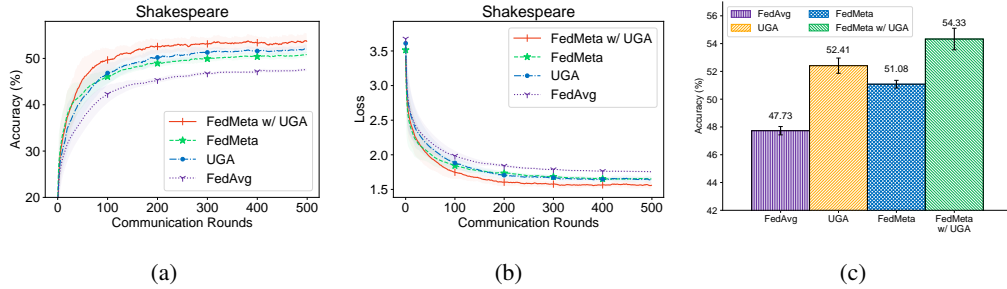 Shakespeare
Accuracy (%)
50
40
30
20
0
100
200
300
400
500
Communication Rounds
FedMeta w/ UGA
FedMeta
UGA
FedAvg
(a)
Shakespeare
Loss
3.5
3.0
2.5
2.0
1.5
0
100
200
300
400
500
Communication Rounds
FedMeta w/ UGA
FedMeta
UGA
FedAvg
(b)
Accuracy (%)
56
54
52
50
48
46
44
42
FedAvg
UGA
FedMeta
FedMeta w/ UGA
47.73
52.41
51.08
54.33
FedAvg
UGA
FedMeta
FedMeta
w/ UGA
(c)